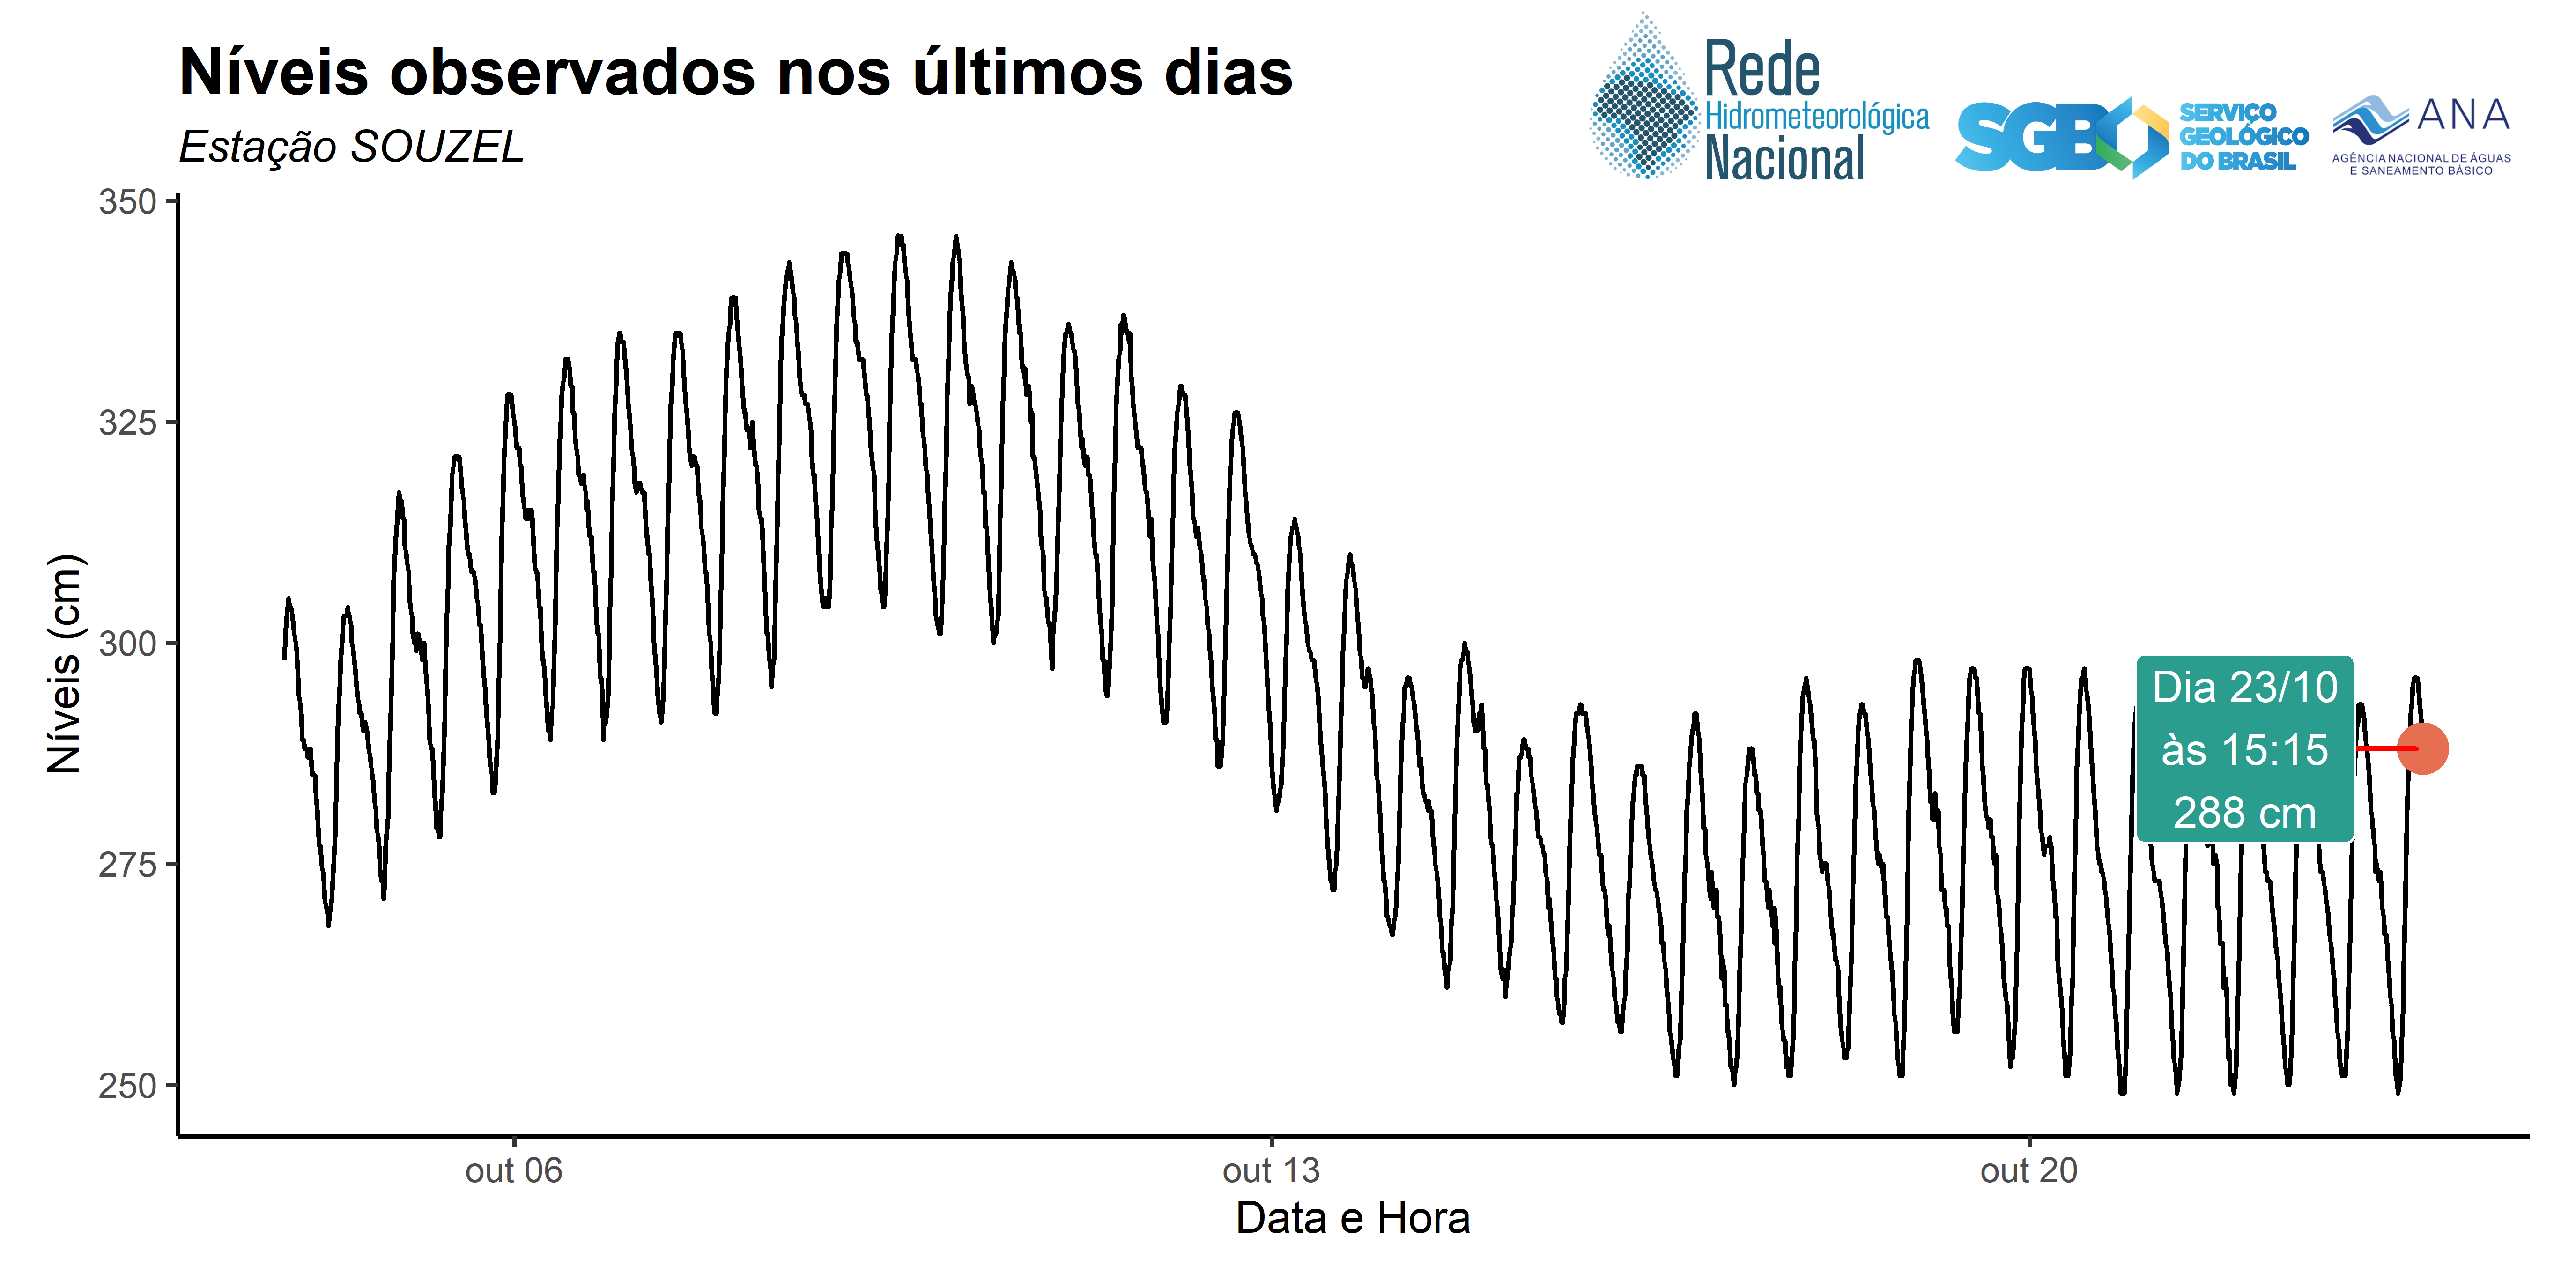 Níveis observados nos últimos dias
Estação SOUZEL
Rede
Hidrometeorológica
Nacional
SGB
SERVIÇO
GEOLÓGICO
DO BRASIL
ANA
AGÊNCIA NACIONAL DE ÁGUAS
E SANEAMENTO BÁSICO
350
325
300
275
250
Níveis (cm)
Dia 23/10
às 15:15
288 cm
out 06
out 13
out 20
Data e Hora